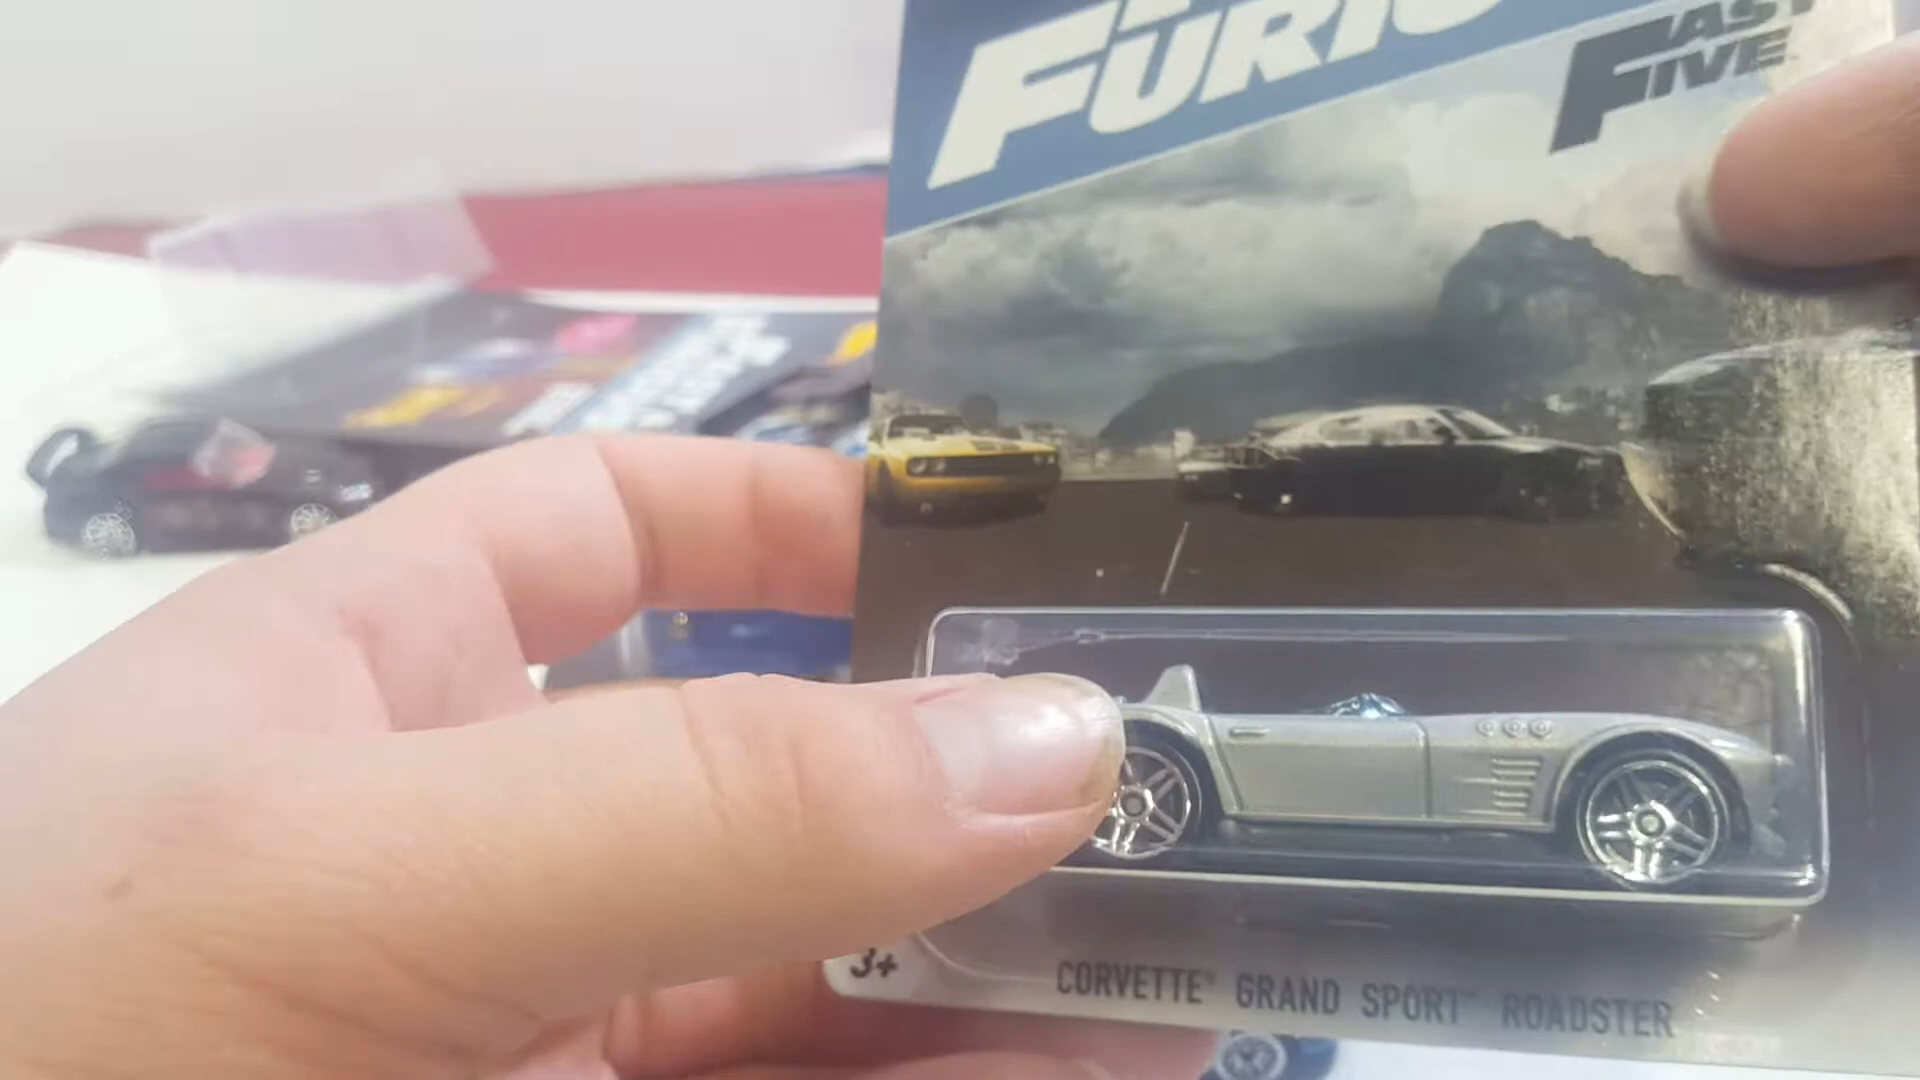 FURIO
FAST
FIVE
3+
CORVETTE® GRAND SPORT™ ROADSTER